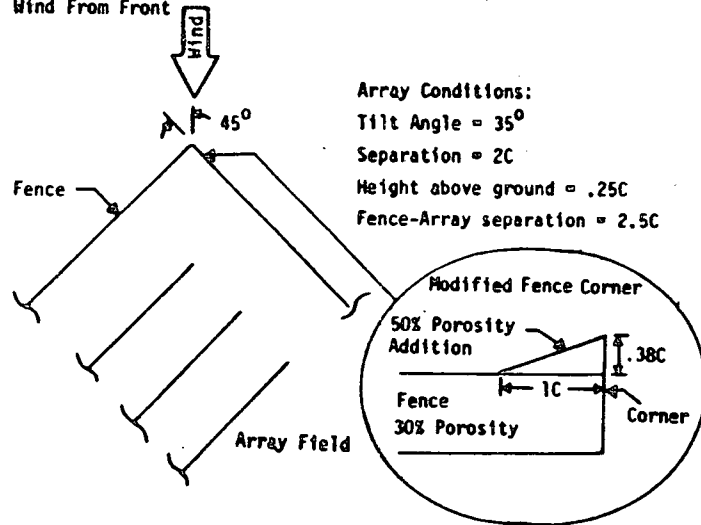 Wind From Front
Wind
45°
Array Conditions:
Tilt Angle = 35°
Separation = 2C
Height above ground = .25C
Fence-Array separation = 2.5C
Fence
Modified Fence Corner
50% Porosity
Addition
.38C
1C
Fence
30% Porosity
Corner
Array Field